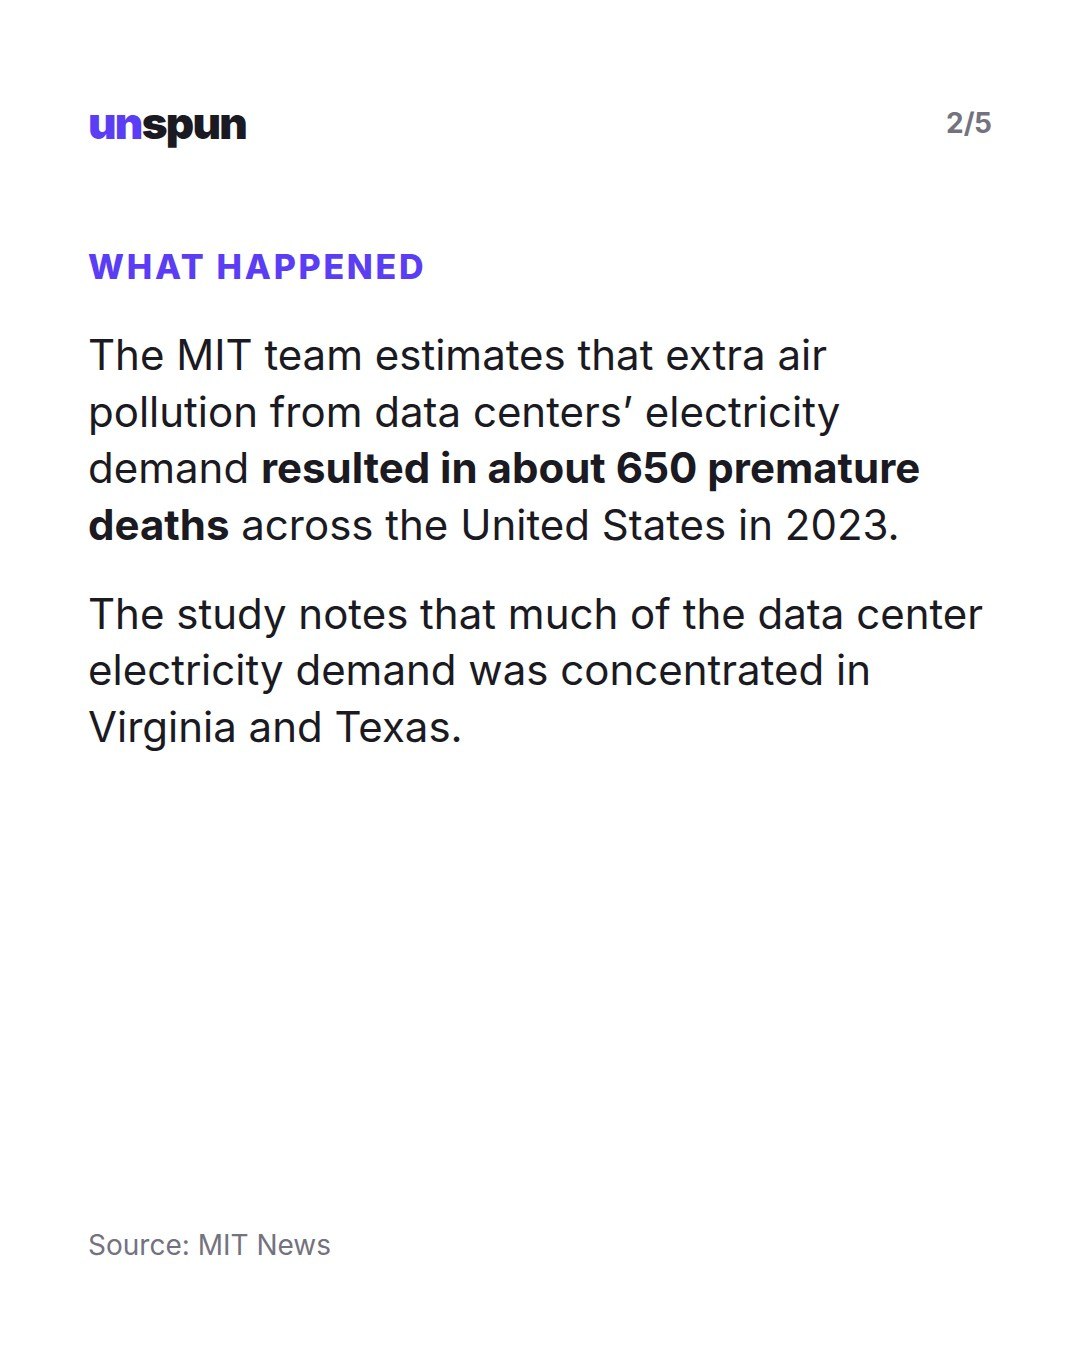 unspun
2/5
WHAT HAPPENED
The MIT team estimates that extra air
pollution from data centers’ electricity
demand resulted in about 650 premature
deaths across the United States in 2023.
The study notes that much of the data center
electricity demand was concentrated in
Virginia and Texas.
Source: MIT News